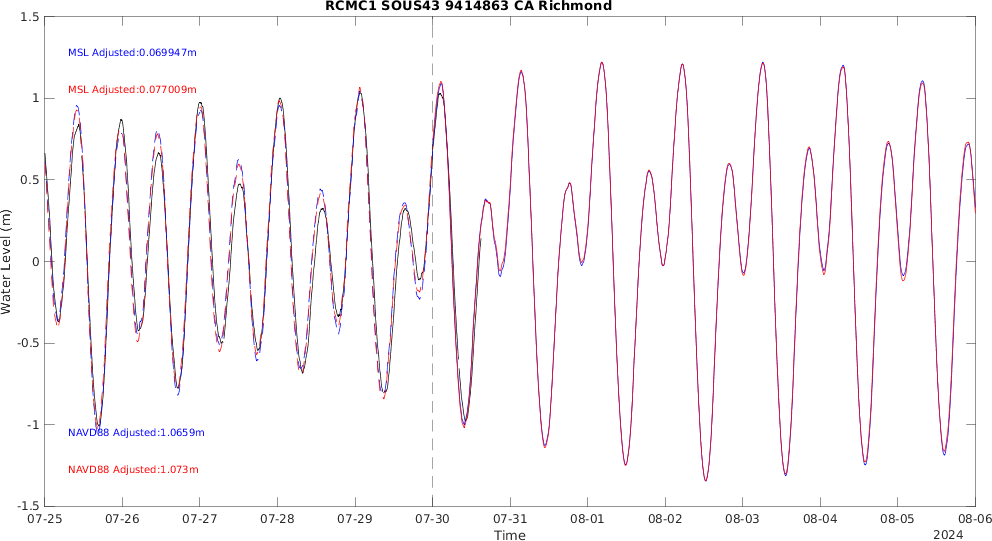 RCMC1 SOUS43 9414863 CA Richmond
1.5
MSL Adjusted:0.069947m
MSL Adjusted:0.077009m
1
0.5
Water Level (m)
0
-0.5
-1
NAVD88 Adjusted:1.0659m
NAVD88 Adjusted:1.073m
-1.5
07-25 07-26 07-27 07-28 07-29 07-30 07-31 08-01 08-02 08-03 08-04 08-05 08-06
Time
2024